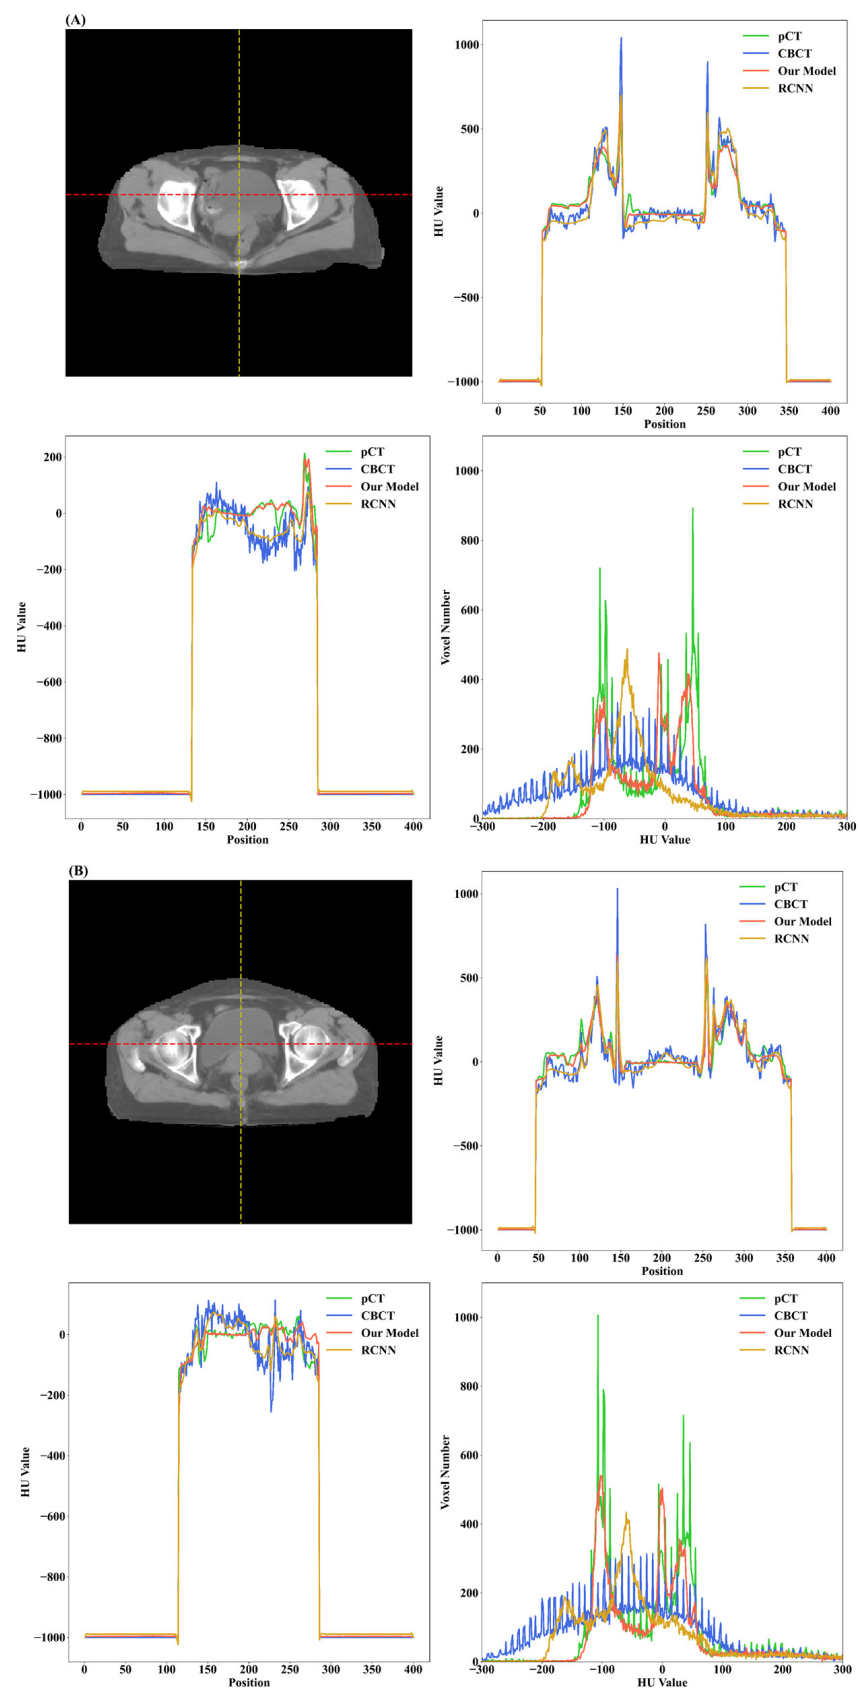 (A)
pCT
CBCT
Our Model
RCNN
1000
500
0
−500
−1000
HU Value
0 50 100 150 200 250 300 350 400
Position
pCT
CBCT
Our Model
RCNN
200
0
−200
−400
−600
−800
−1000
HU Value
0 50 100 150 200 250 300 350 400
Position
pCT
CBCT
Our Model
RCNN
1000
800
600
400
200
0
Voxel Number
−300 −200 −100 0 100 200 300
HU Value
(B)
pCT
CBCT
Our Model
RCNN
1000
500
0
−500
−1000
HU Value
0 50 100 150 200 250 300 350 400
Position
pCT
CBCT
Our Model
RCNN
0
−200
−400
−600
−800
−1000
HU Value
0 50 100 150 200 250 300 350 400
Position
pCT
CBCT
Our Model
RCNN
1000
800
600
400
200
0
Voxel Number
−300 −200 −100 0 100 200 300
HU Value